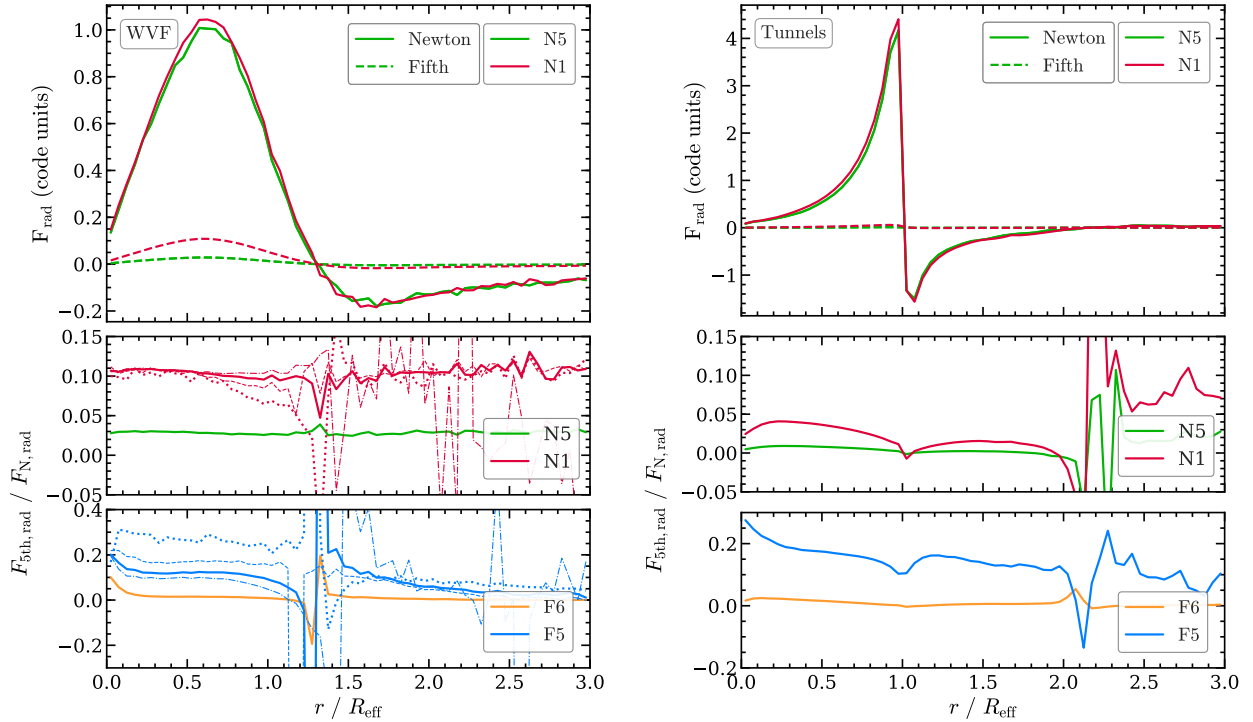 WVF
Newton
Fifth
N5
N1
F_rad (code units)
1.0
0.8
0.6
0.4
0.2
0.0
−0.2
0.15
0.10
0.05
0.00
−0.05
N5
N1
F_5th,rad / F_N,rad
0.4
0.2
0.0
−0.2
F6
F5
0.0 0.5 1.0 1.5 2.0 2.5 3.0
r / R_eff
Tunnels
Newton
Fifth
N5
N1
F_rad (code units)
4
3
2
1
0
−1
0.15
0.10
0.05
0.00
−0.05
N5
N1
F_5th,rad / F_N,rad
0.2
0.0
−0.2
F6
F5
0.0 0.5 1.0 1.5 2.0 2.5 3.0
r / R_eff